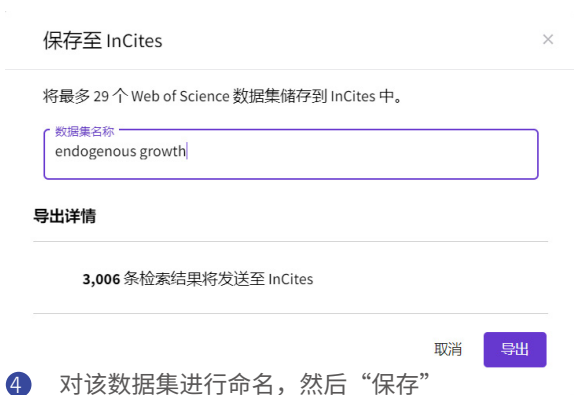 保存至 InCites
×
将最多 29 个 Web of Science 数据集储存到 InCites 中。
数据集名称
endogenous growth
导出详情
3,006 条检索结果将发送至 InCites
取消 导出
4 对该数据集进行命名，然后“保存”